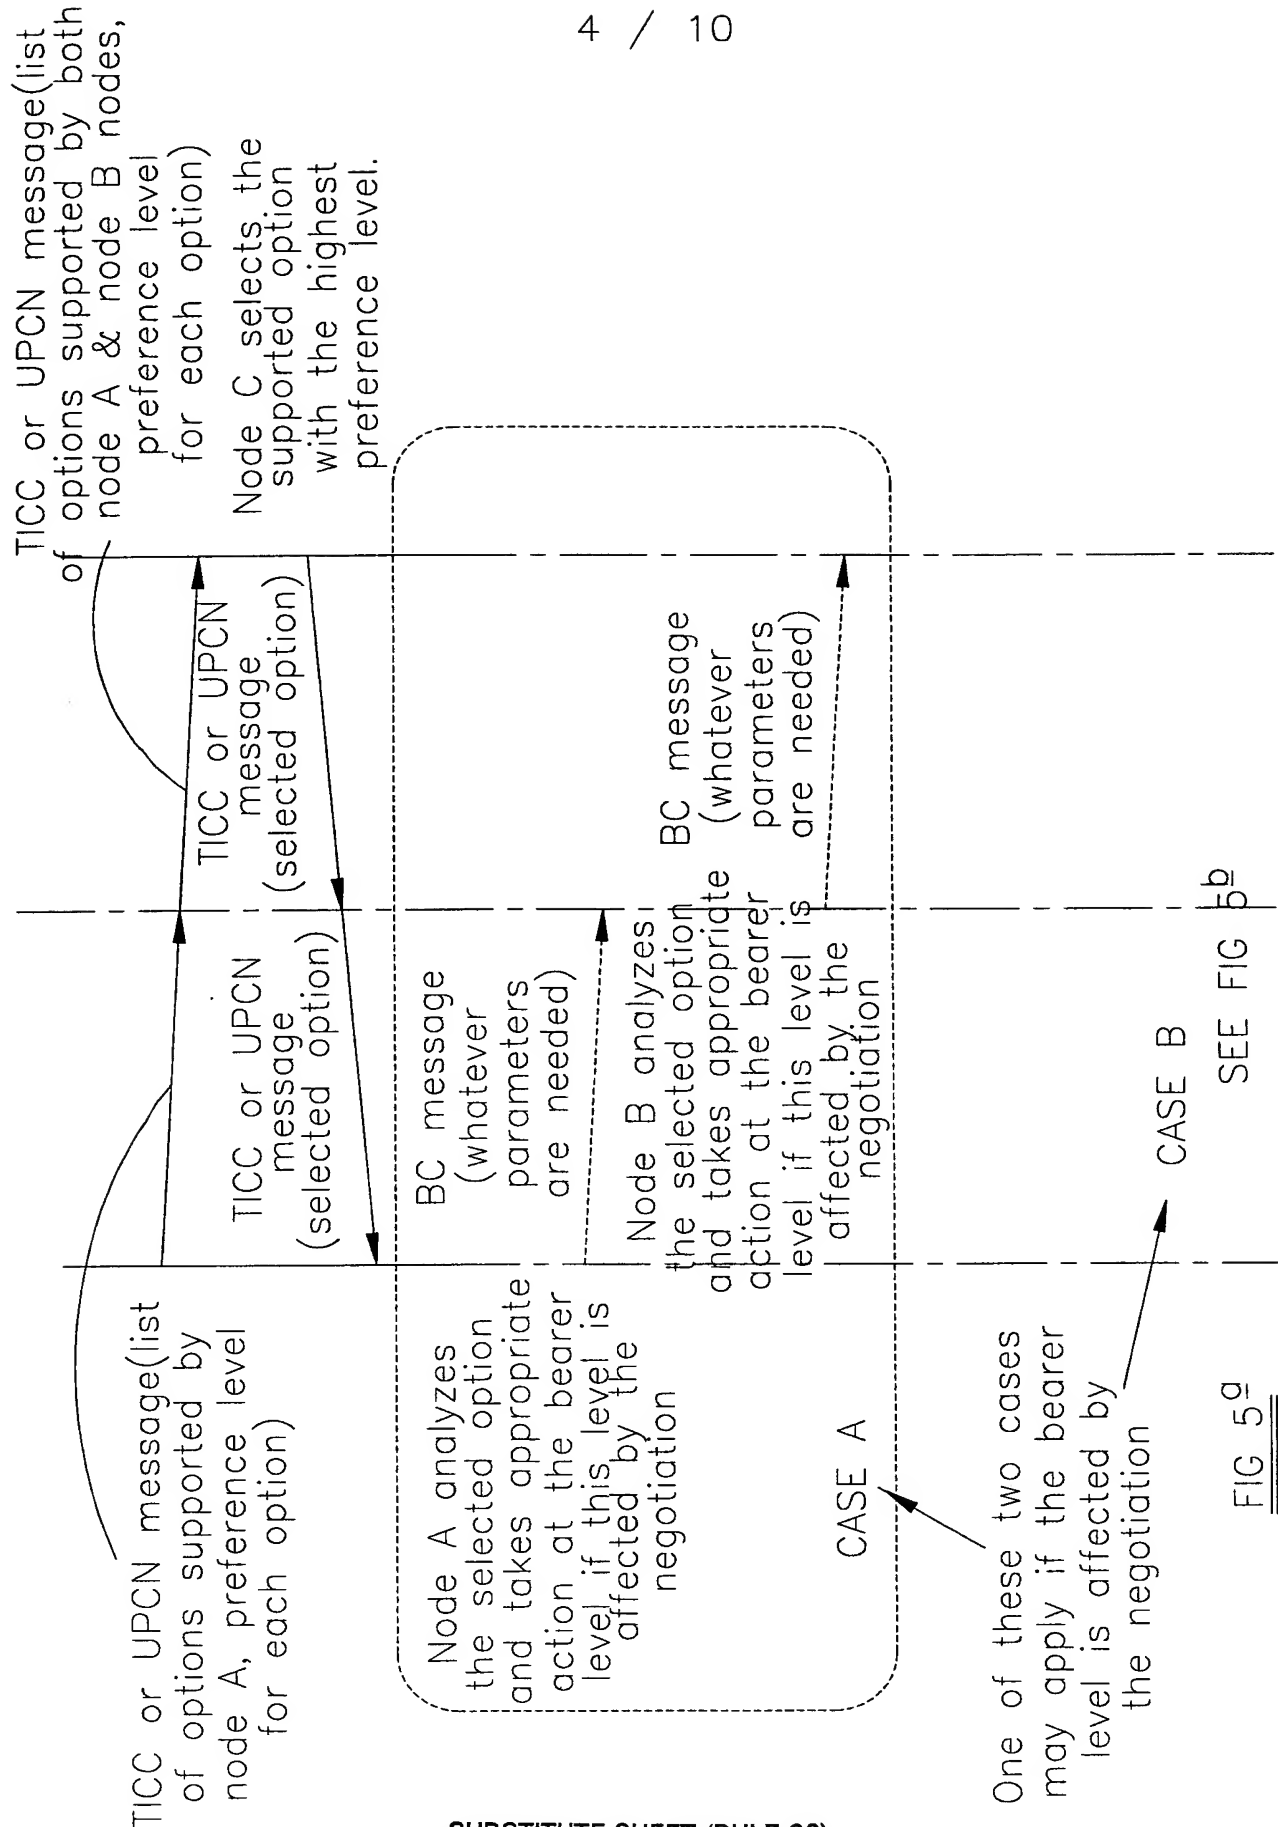 4 / 10
TICC or UPCN message(list
of options supported by
node A, preference level
for each option)
TICC or UPCN message(list
of options supported by both
node A & node B nodes,
preference level
for each option)
TICC or UPCN
message
(selected option)
TICC or UPCN
message
(selected option)
Node C selects the
supported option
with the highest
preference level.
Node A analyzes
the selected option
and takes appropriate
action at the bearer
level if this level is
affected by the
negotiation
BC message
(whatever
parameters
are needed)
Node B analyzes
the selected option
and takes appropriate
action at the bearer
level if this level is
affected by the
negotiation
BC message
(whatever
parameters
are needed)
CASE A
One of these two cases
may apply if the bearer
level is affected by
the negotiation
CASE B
SEE FIG 5b
FIG 5a